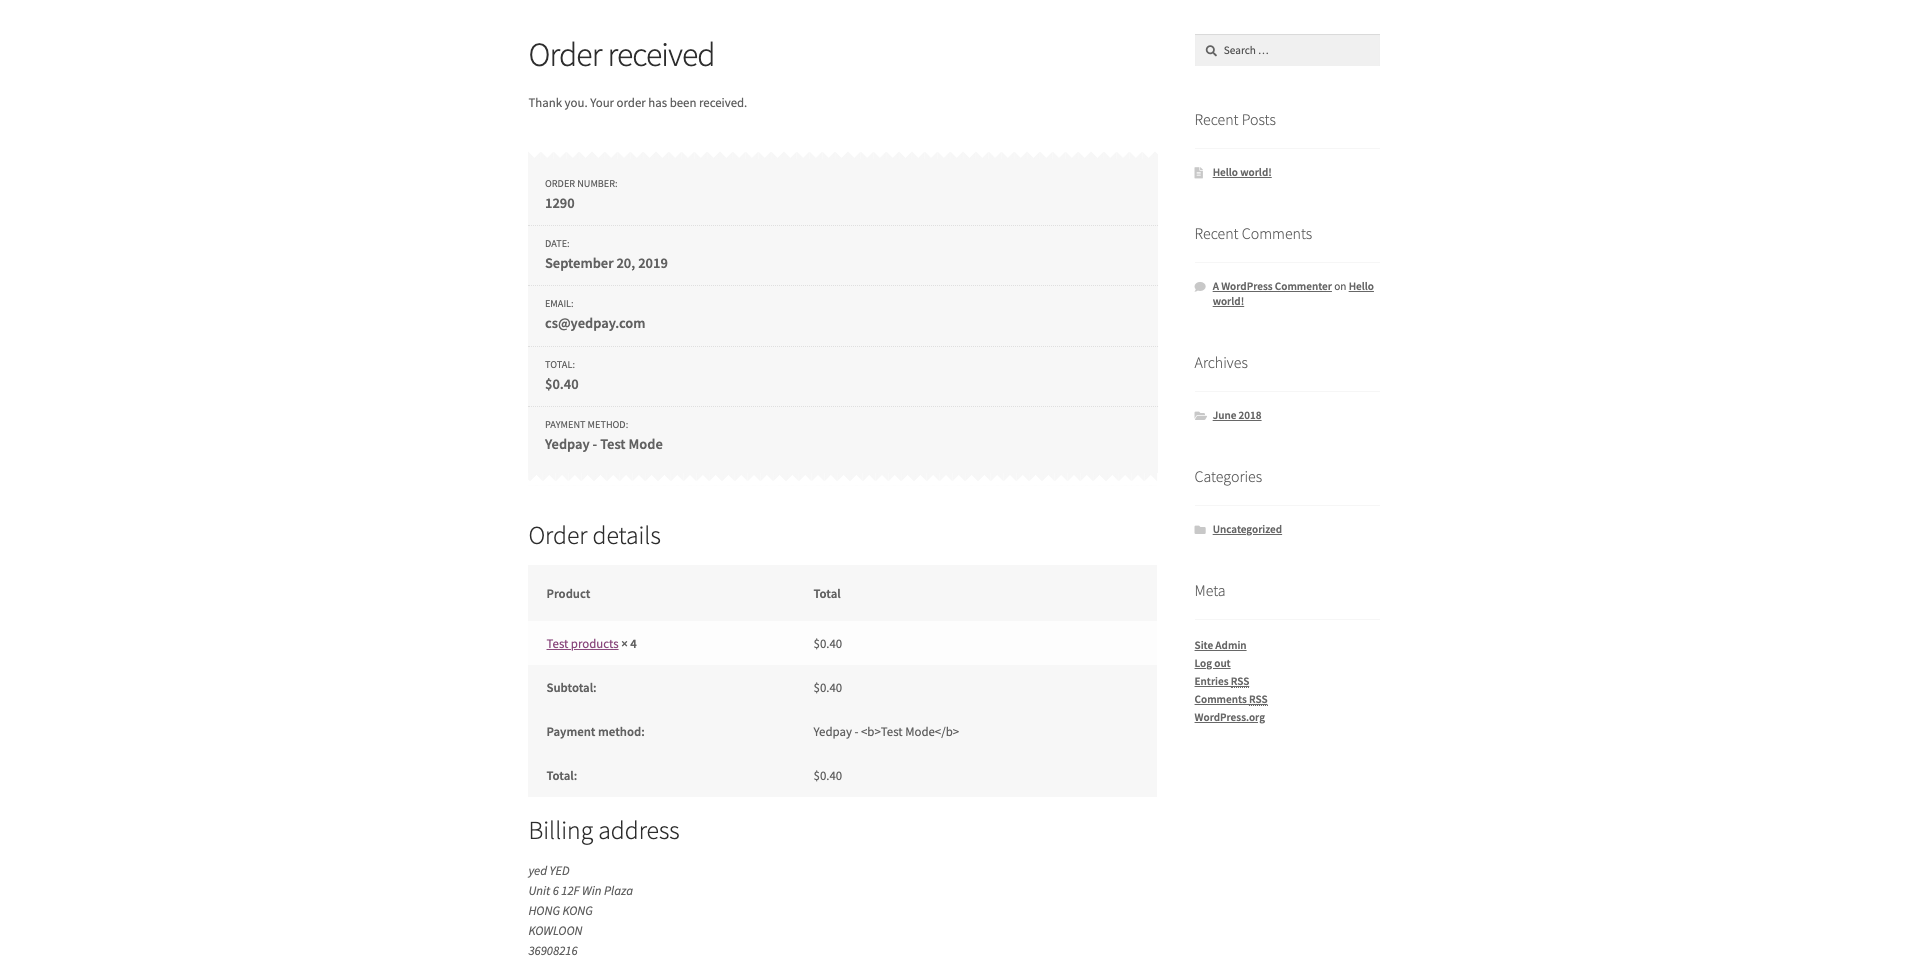 Order received
Thank you. Your order has been received.
ORDER NUMBER:
1290
DATE:
September 20, 2019
EMAIL:
cs@yedpay.com
TOTAL:
$0.40
PAYMENT METHOD:
Yedpay - Test Mode
Order details
Product Total
Test products × 4 $0.40
Subtotal: $0.40
Payment method: Yedpay - <b>Test Mode</b>
Total: $0.40
Billing address
yed YED
Unit 6 12F Win Plaza
HONG KONG
KOWLOON
36908216
Search …
Recent Posts
Hello world!
Recent Comments
A WordPress Commenter on Hello
world!
Archives
June 2018
Categories
Uncategorized
Meta
Site Admin
Log out
Entries RSS
Comments RSS
WordPress.org